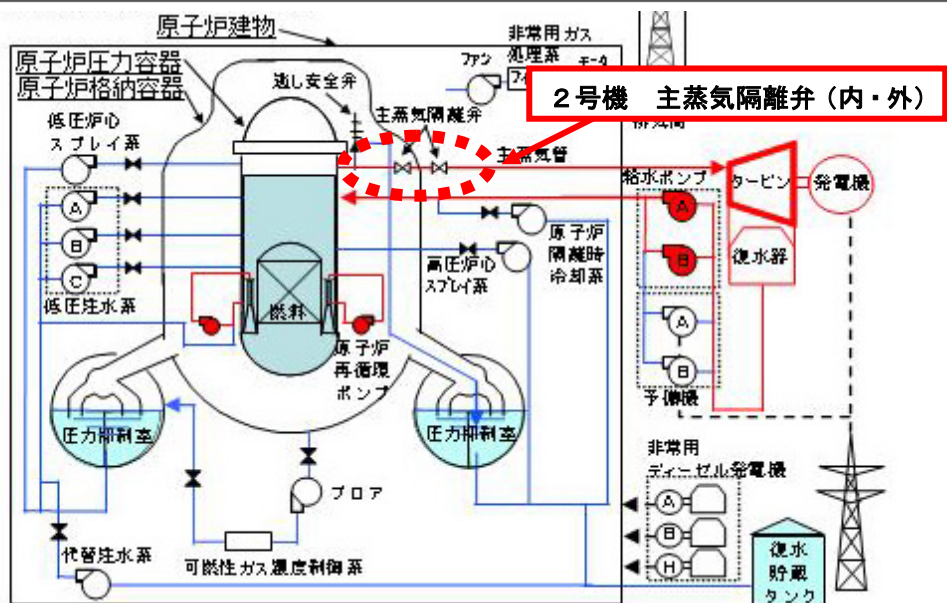 原子炉建物
原子炉圧力容器
原子炉格納容器
逃し安全弁
ファン
非常用ガス
処理系
モータ
2号機 主蒸気隔離弁(内・外)
主蒸気隔離弁
主蒸気管
低圧炉心
スプレイ系
A
B
C
低圧注水系
燃料
原子炉
再循環
ポンプ
高圧炉心
スプレイ系
原子炉
隔離時
冷却系
給水ポンプ
A
B
A
B
予備機
タービン
発電機
復水器
圧力抑制室
圧力抑制室
ブロア
可燃性ガス濃度制御系
代替注水系
非常用
ディーゼル発電機
A
B
H
復水
貯蔵
タンク